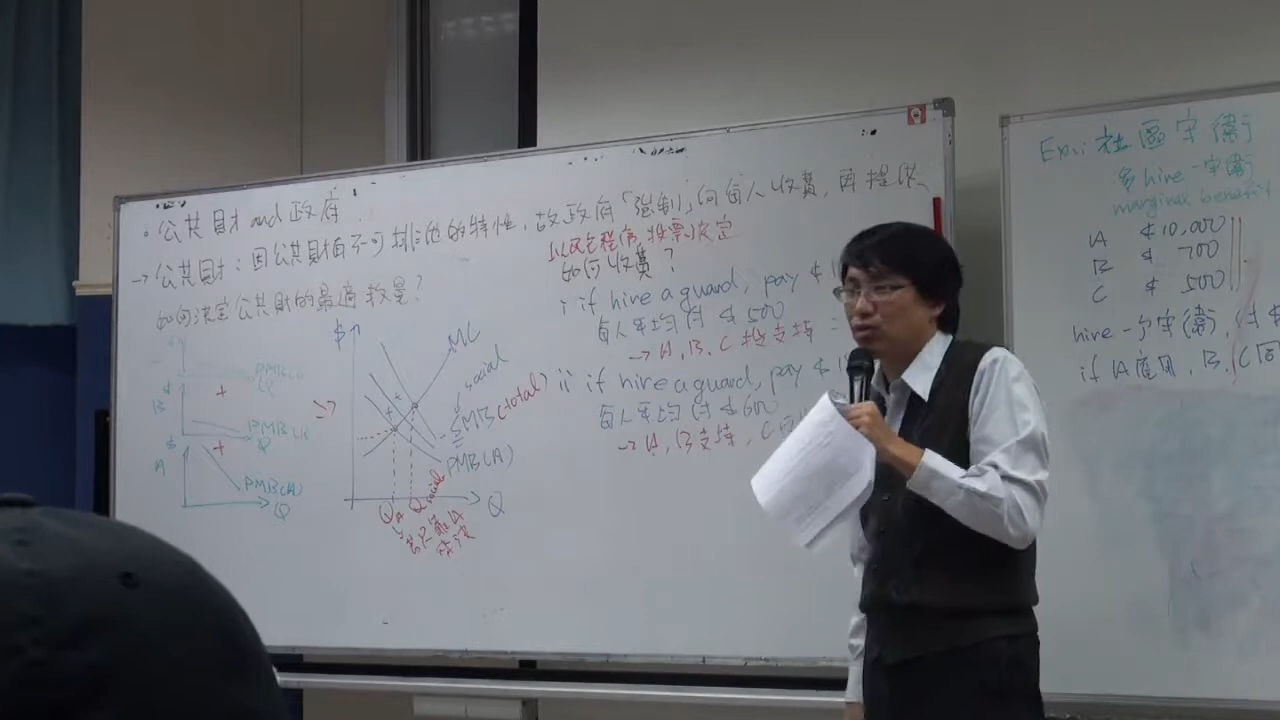 • 公共財 and 政府
→ 公共財：因公共財有不可排他的特性，故政府「強制」向每人收費，再提供
如何決定公共財的最適數量？
以政治程序，投票決定
如何收費？
i if hire a guard, pay $
每人平均付 $ 500
→ A, B, C 投支持
ii if hire a guard, pay $
每人平均付 $ 600
→ A, B 支持，C
$
MC
social
MB (total)
PMB(A)
Q
QA Q social
$
B
PMB(B)
Q
$
A
PMB(A)
Q
Ex: 社區守衛
多 hire 一守衛
marginal benefit
A $ 10,000
B $ 700
C $ 500
hire 一个守衛，
if A 雇用，B, C